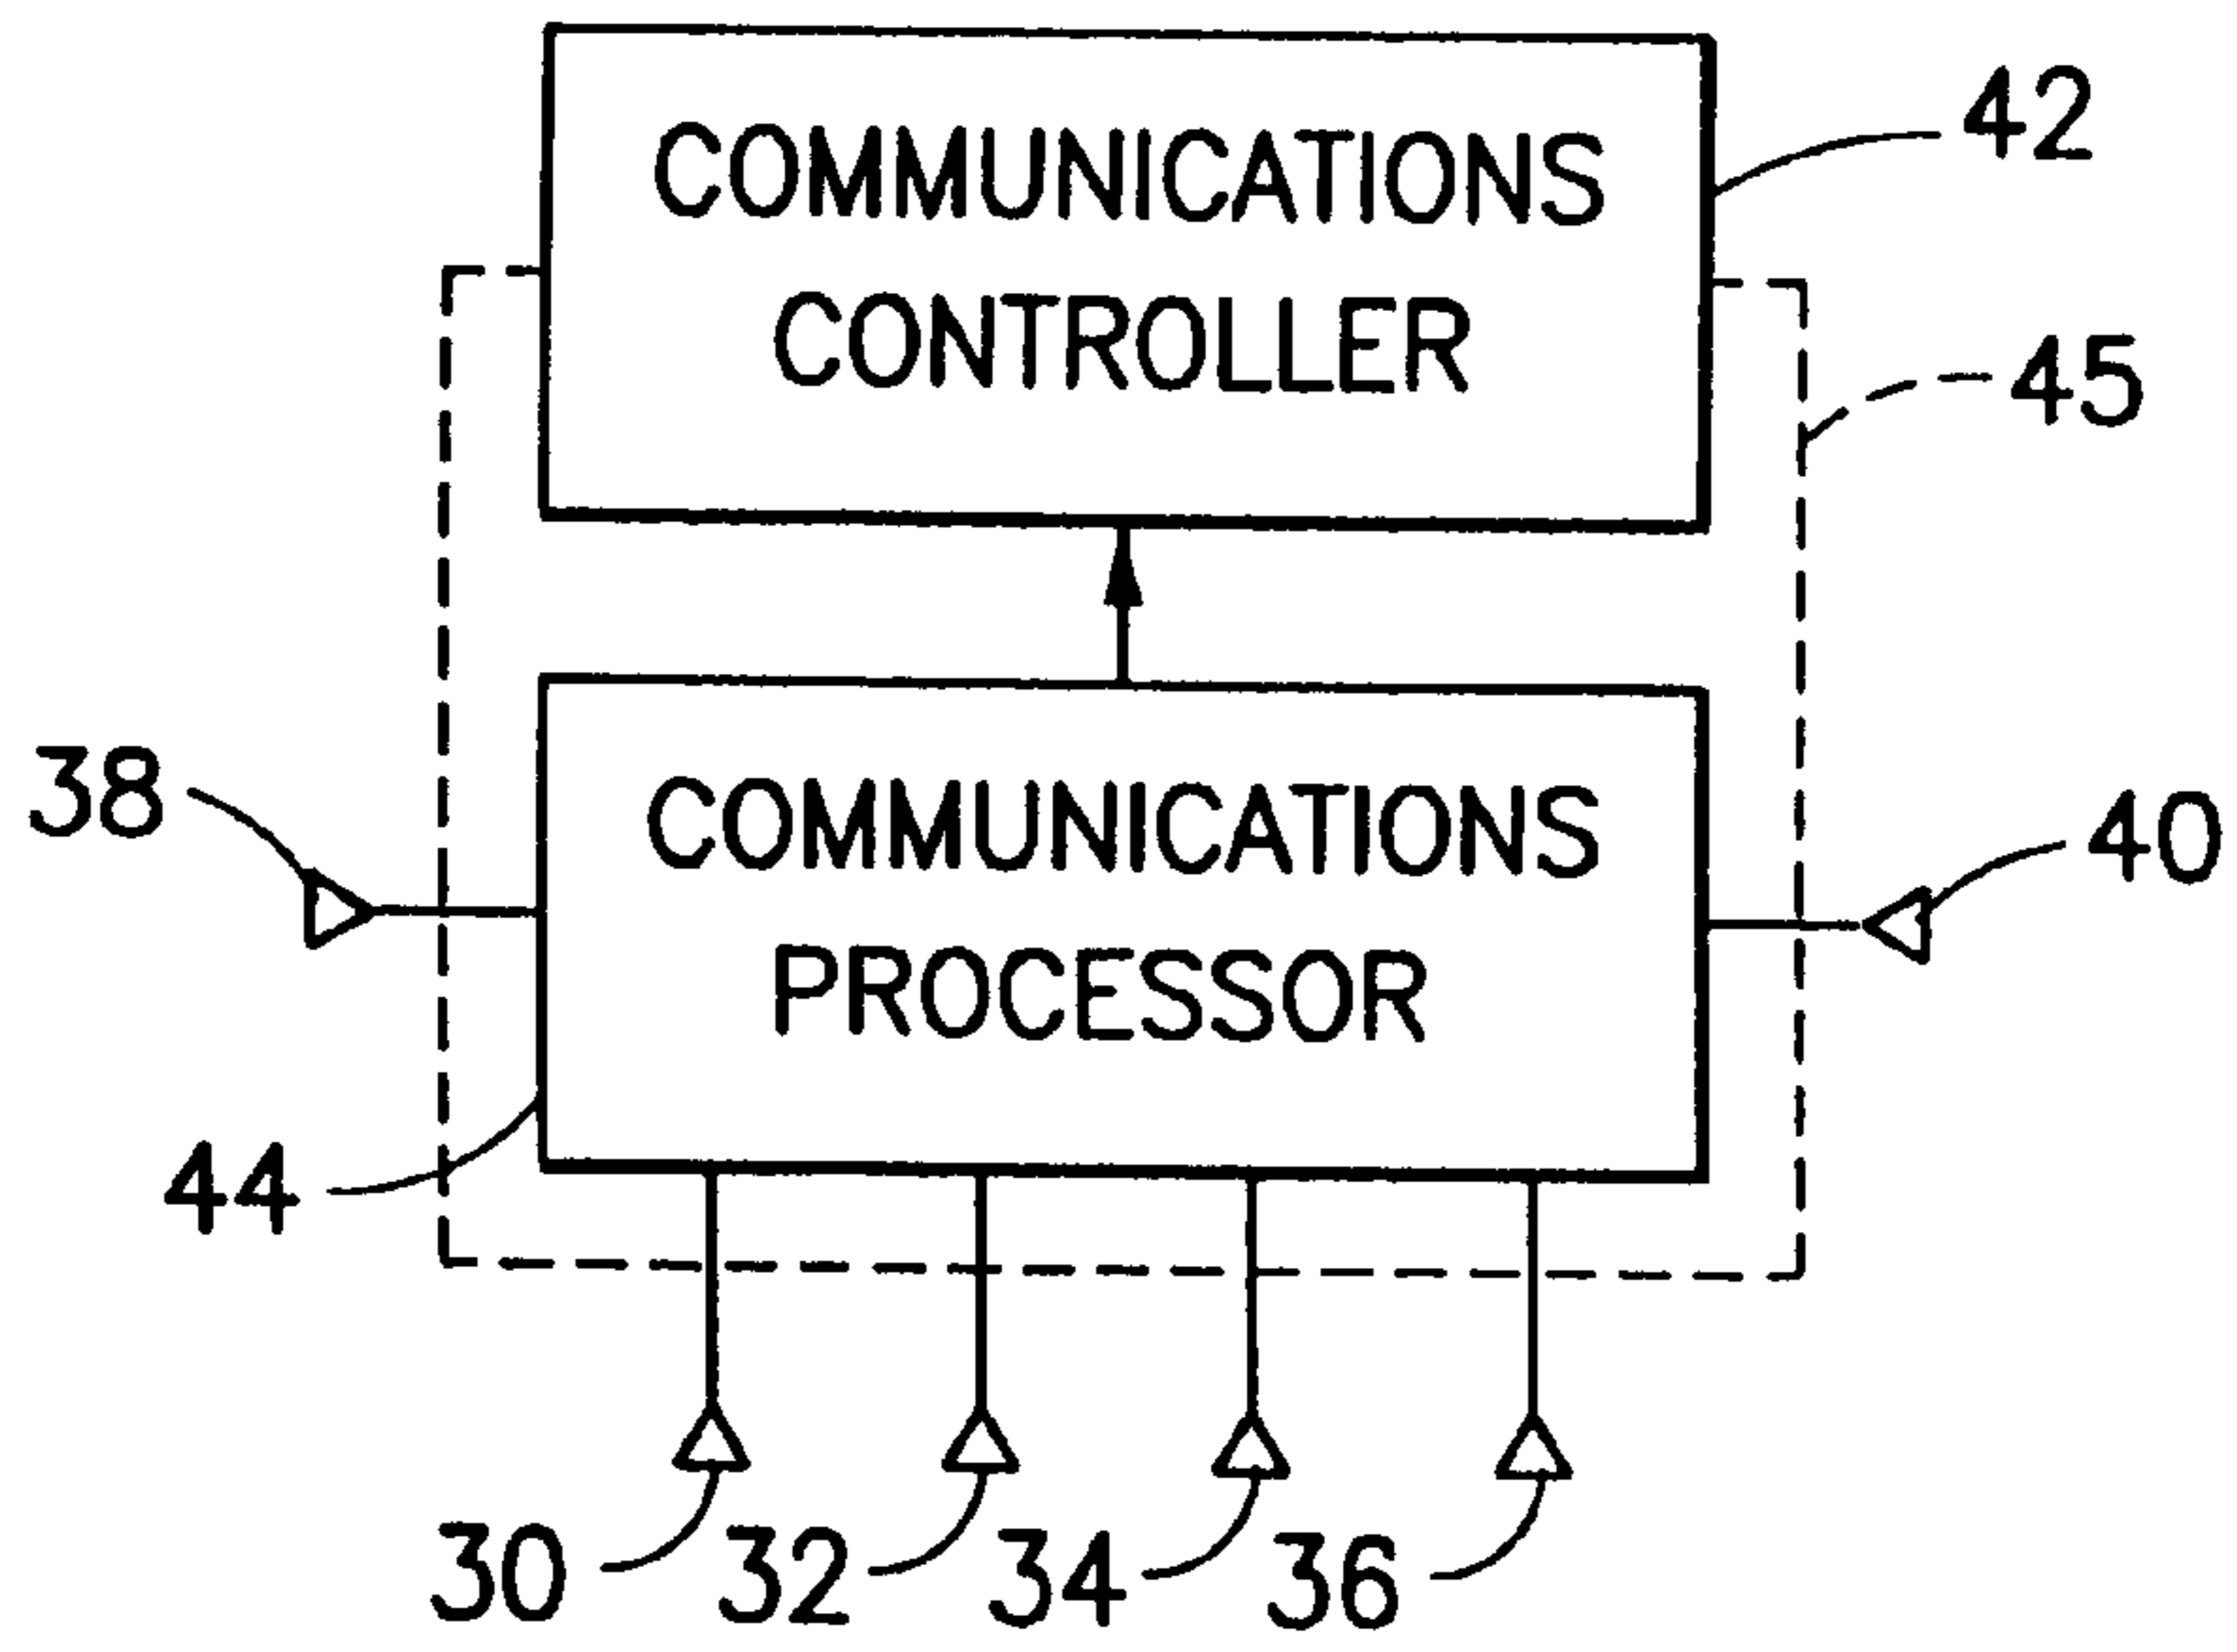 COMMUNICATIONS
CONTROLLER
42
45
38
COMMUNICATIONS
PROCESSOR
40
44
30
32
34
36